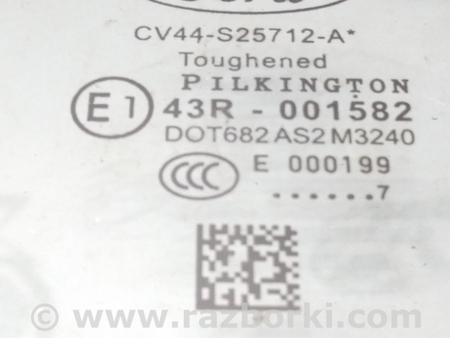 CV44-S25712-A*
Toughened
PILKINGTON
E1 43R - 001582
DOT682 AS2 M3240
CCC E 000199
......7
© www.razborki.com